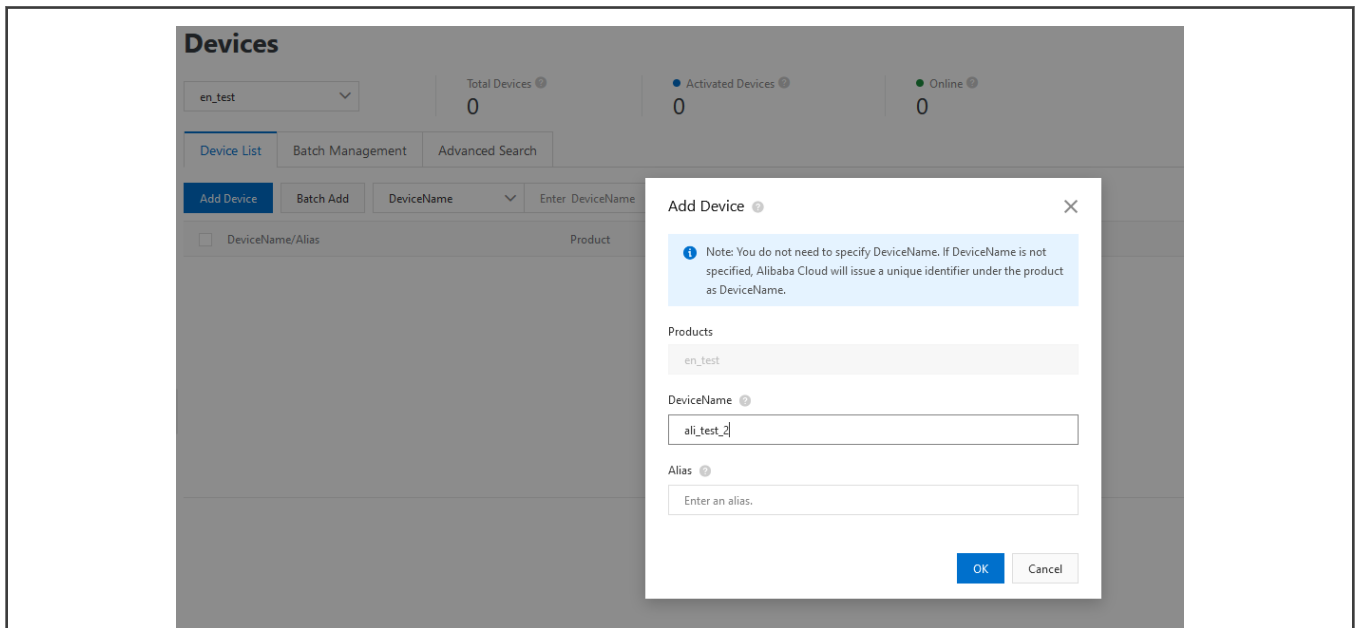 Devices
en_test
Total Devices
0
Activated Devices
0
Online
0
Device List
Batch Management
Advanced Search
Add Device
Batch Add
DeviceName
Enter DeviceName
DeviceName/Alias
Product
Add Device
Note: You do not need to specify DeviceName. If DeviceName is not
specified, Alibaba Cloud will issue a unique identifier under the product
as DeviceName.
Products
en_test
DeviceName
ali_test_2
Alias
Enter an alias.
OK
Cancel